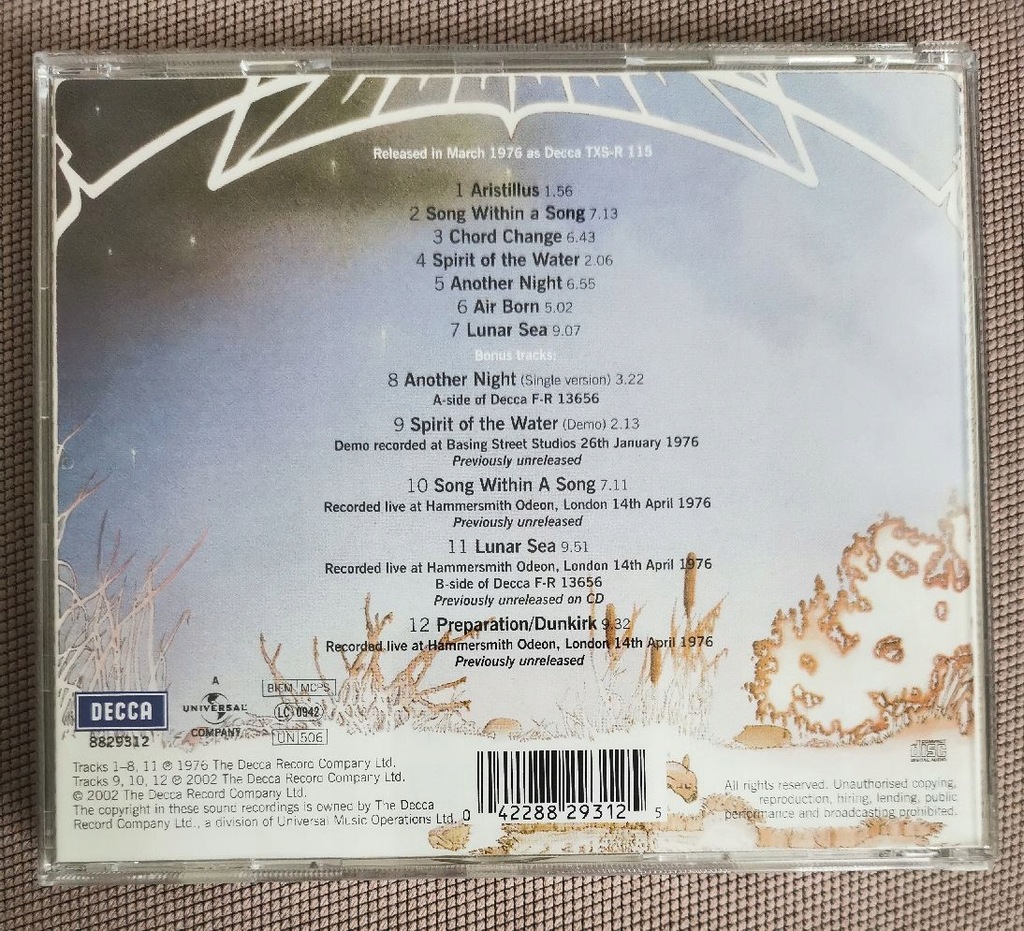 Released in March 1976 as Decca TXS-R 115
1 Aristillus 1.56
2 Song Within a Song 7.13
3 Chord Change 6.43
4 Spirit of the Water 2.06
5 Another Night 6.55
6 Air Born 5.02
7 Lunar Sea 9.07
Bonus tracks:
8 Another Night (Single version) 3.22
A-side of Decca F-R 13656
9 Spirit of the Water (Demo) 2.13
Demo recorded at Basing Street Studios 26th January 1976
Previously unreleased
10 Song Within A Song 7.11
Recorded live at Hammersmith Odeon, London 14th April 1976
Previously unreleased
11 Lunar Sea 9.51
Recorded live at Hammersmith Odeon, London 14th April 1976
B-side of Decca F-R 13656
Previously unreleased on CD
12 Preparation/Dunkirk 9.32
Recorded live at Hammersmith Odeon, London 14th April 1976
Previously unreleased
DECCA
8829312
A
UNIVERSAL
COMPANY
BIEM MCPS
LC 0942
UN 506
COMPACT
disc
DIGITAL AUDIO
Tracks 1–8, 11 ℗ 1976 The Decca Record Company Ltd.
Tracks 9, 10, 12 ℗ 2002 The Decca Record Company Ltd.
© 2002 The Decca Record Company Ltd.
The copyright in these sound recordings is owned by The Decca
Record Company Ltd., a division of Universal Music Operations Ltd.
0 42288 29312 5
All rights reserved. Unauthorised copying,
reproduction, hiring, lending, public
performance and broadcasting prohibited.